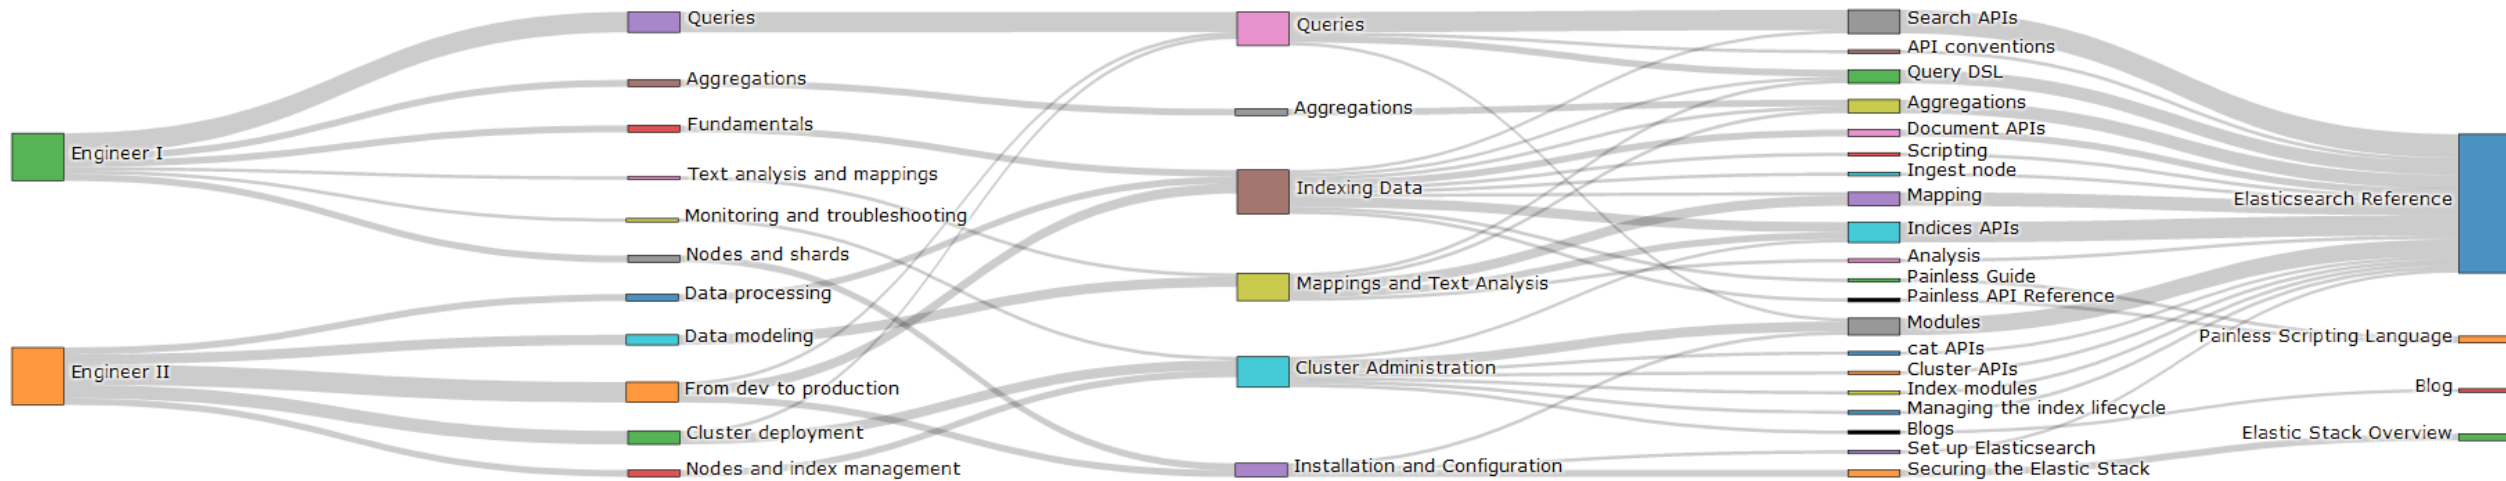 Engineer I
Engineer II
Queries
Aggregations
Fundamentals
Text analysis and mappings
Monitoring and troubleshooting
Nodes and shards
Data processing
Data modeling
From dev to production
Cluster deployment
Nodes and index management
Queries
Aggregations
Indexing Data
Mappings and Text Analysis
Cluster Administration
Installation and Configuration
Search APIs
API conventions
Query DSL
Aggregations
Document APIs
Scripting
Ingest node
Mapping
Indices APIs
Analysis
Painless Guide
Painless API Reference
Modules
cat APIs
Cluster APIs
Index modules
Managing the index lifecycle
Blogs
Set up Elasticsearch
Securing the Elastic Stack
Elasticsearch Reference
Painless Scripting Language
Blog
Elastic Stack Overview